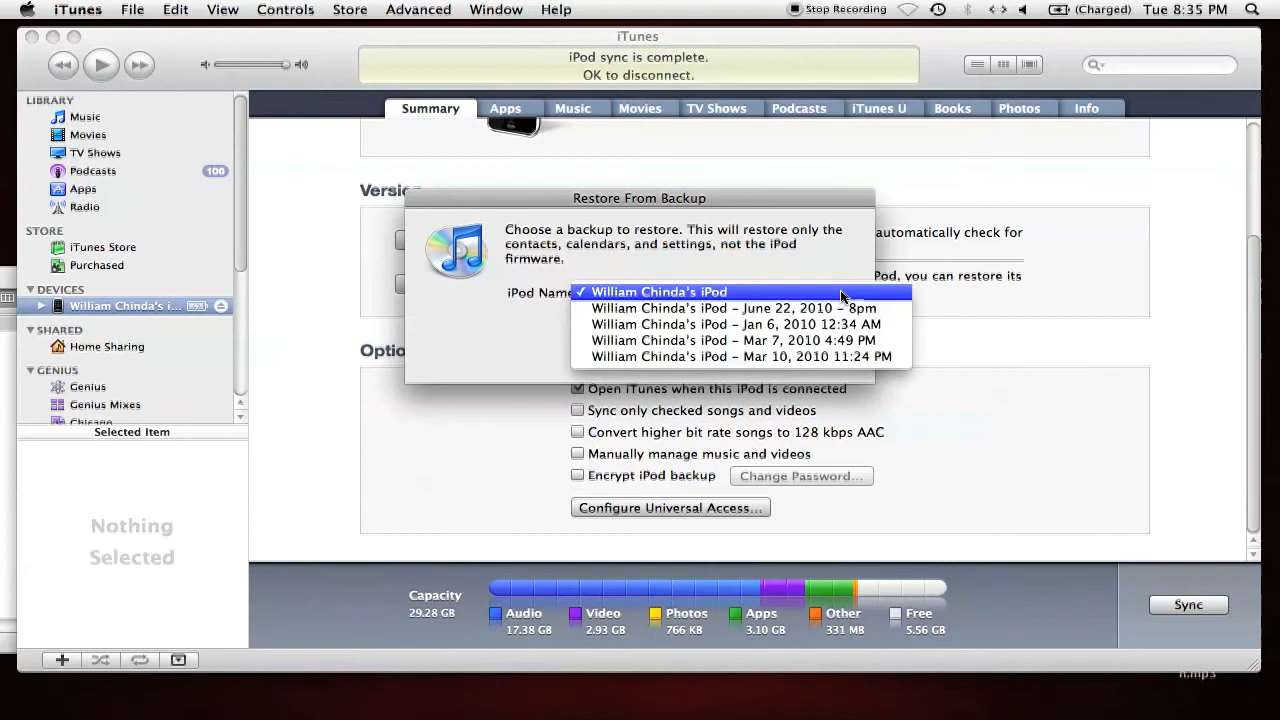 iTunes File Edit View Controls Store Advanced Window Help Stop Recording (Charged) Tue 8:35 PM
iTunes
iPod sync is complete.
OK to disconnect.
LIBRARY
Music
Movies
TV Shows
Podcasts 106
Apps
Radio
STORE
iTunes Store
Purchased
DEVICES
William Chinda's i...
SHARED
Home Sharing
GENIUS
Genius
Genius Mixes
Chicago
Selected Item
Nothing
Selected
Summary Apps Music Movies TV Shows Podcasts iTunes U Books Photos Info
Version
automatically check for
Pod, you can restore its
Restore From Backup
Choose a backup to restore. This will restore only the
contacts, calendars, and settings, not the iPod
firmware.
iPod Name
✓ William Chinda's iPod
William Chinda's iPod – June 22, 2010 – 8pm
William Chinda's iPod – Jan 6, 2010 12:34 AM
William Chinda's iPod – Mar 7, 2010 4:49 PM
William Chinda's iPod – Mar 10, 2010 11:24 PM
Optio
Open iTunes when this iPod is connected
Sync only checked songs and videos
Convert higher bit rate songs to 128 kbps AAC
Manually manage music and videos
Encrypt iPod backup Change Password...
Configure Universal Access...
Capacity
29.28 GB
Audio
17.38 GB
Video
2.93 GB
Photos
766 KB
Apps
3.10 GB
Other
331 MB
Free
5.56 GB
Sync